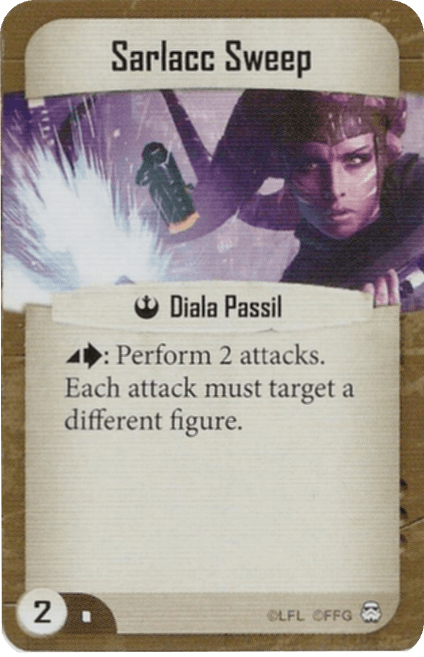 Sarlacc Sweep
Diala Passil
: Perform 2 attacks.
Each attack must target a
different figure.
2
©LFL ©FFG